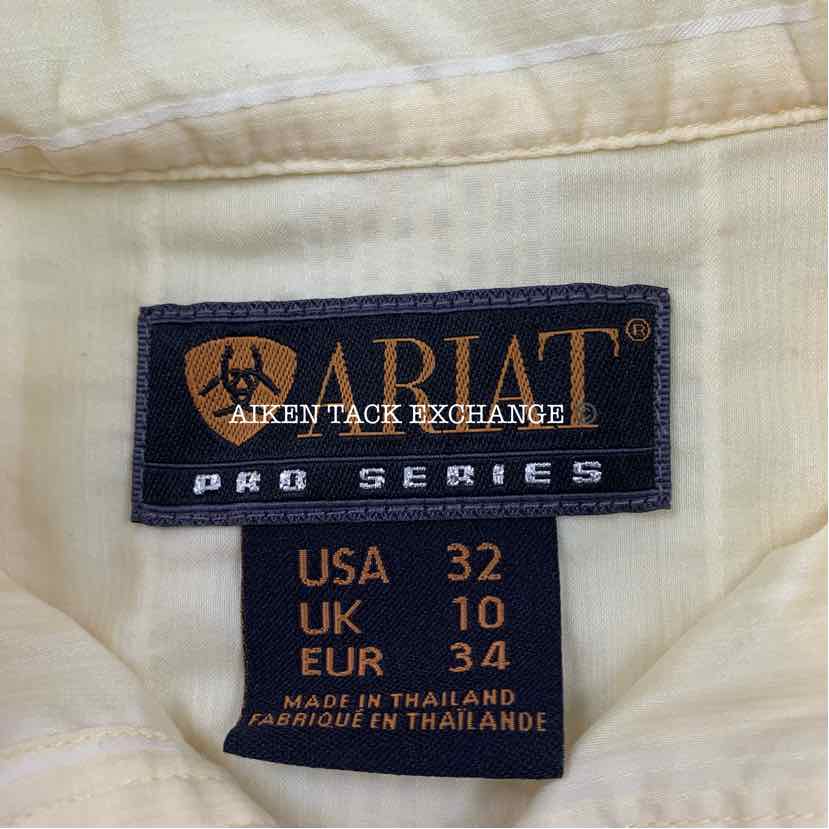 ARIAT®
AIKEN TACK EXCHANGE
PRO SERIES
USA 32
UK 10
EUR 34
MADE IN THAILAND
FABRIQUÉ EN THAÏLANDE